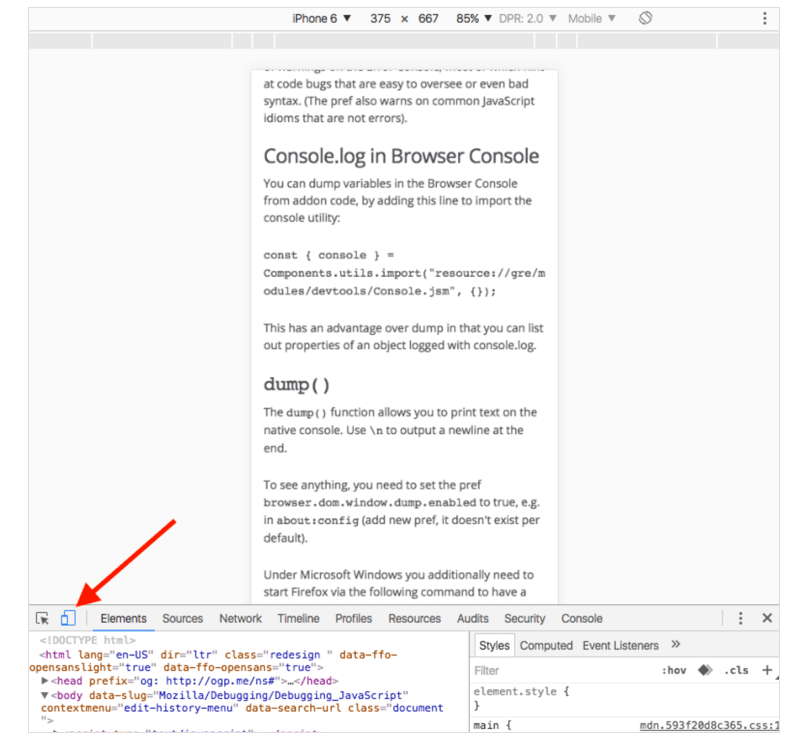 iPhone 6 ▼ 375 × 667 85% ▼ DPR: 2.0 ▼ Mobile ▼
or warnings on the Error Console, most of which hint
at code bugs that are easy to oversee or even bad
syntax. (The pref also warns on common JavaScript
idioms that are not errors).
Console.log in Browser Console
You can dump variables in the Browser Console
from addon code, by adding this line to import the
console utility:
const { console } =
Components.utils.import("resource://gre/m
odules/devtools/Console.jsm", {});
This has an advantage over dump in that you can list
out properties of an object logged with console.log.
dump()
The dump() function allows you to print text on the
native console. Use \n to output a newline at the
end.
To see anything, you need to set the pref
browser.dom.window.dump.enabled to true, e.g.
in about:config (add new pref, it doesn't exist per
default).
Under Microsoft Windows you additionally need to
start Firefox via the following command to have a
Elements Sources Network Timeline Profiles Resources Audits Security Console
<!DOCTYPE html>
<html lang="en-US" dir="ltr" class="redesign " data-ffo-
opensanslight="true" data-ffo-opensans="true">
▶<head prefix="og: http://ogp.me/ns#">…</head>
▼<body data-slug="Mozilla/Debugging/Debugging_JavaScript"
contextmenu="edit-history-menu" data-search-url class="document
">
Styles Computed Event Listeners »
Filter :hov .cls +
element.style {
}
main { mdn.593f20d8c365.css:1